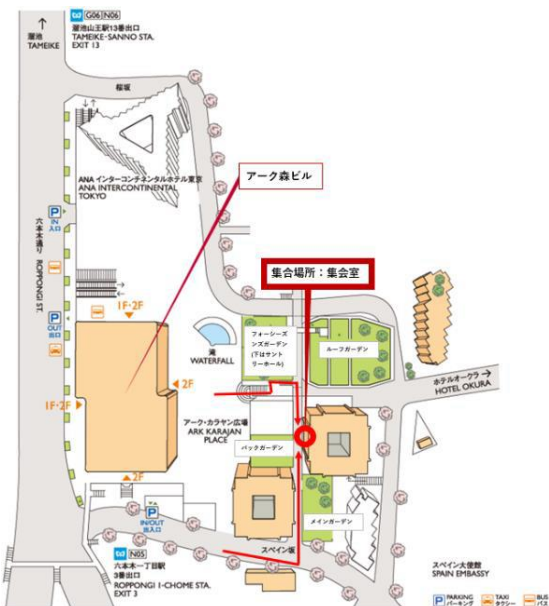 G06 N06
溜池山王駅13番出口
TAMEIKE-SANNO STA.
EXIT 13
溜池
TAMEIKE
桜坂
ANA インターコンチネンタルホテル東京
ANA INTERCONTINENTAL
TOKYO
アーク森ビル
P
IN
入口
六本木通り ROPPONGI ST.
集合場所：集会室
P
OUT
出口
1F・2F
フォーシーズ
ンズガーデン
(下はサント
リーホール)
ルーフガーデン
滝
WATERFALL
2F
ホテルオークラ
HOTEL OKURA
1F・2F
アーク・カラヤン広場
ARK KARAJAN
PLACE
バックガーデン
2F
P
IN/OUT
出入口
メインガーデン
スペイン坂
N05
六本木一丁目駅
3番出口
ROPPONGI 1-CHOME STA.
EXIT 3
スペイン大使館
SPAIN EMBASSY
P PARKING パーキング
TAXI タクシー
BUS バス